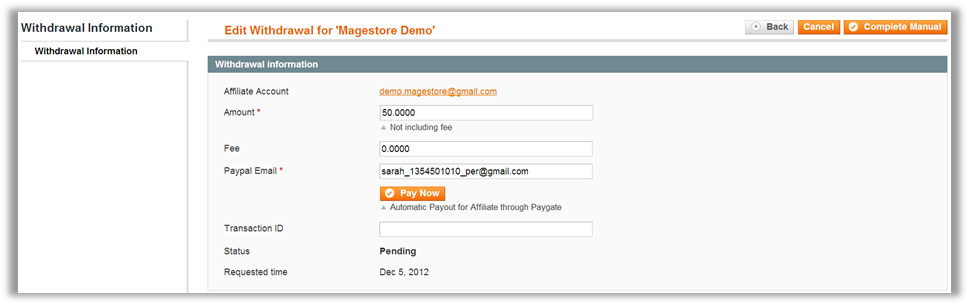 Withdrawal Information
Withdrawal Information
Edit Withdrawal for 'Magestore Demo'
Back
Cancel
Complete Manual
Withdrawal information
Affiliate Account demo.magestore@gmail.com
Amount * 50.0000
Not including fee
Fee 0.0000
Paypal Email * sarah_1354501010_per@gmail.com
Pay Now
Automatic Payout for Affiliate through Paygate
Transaction ID
Status Pending
Requested time Dec 5, 2012